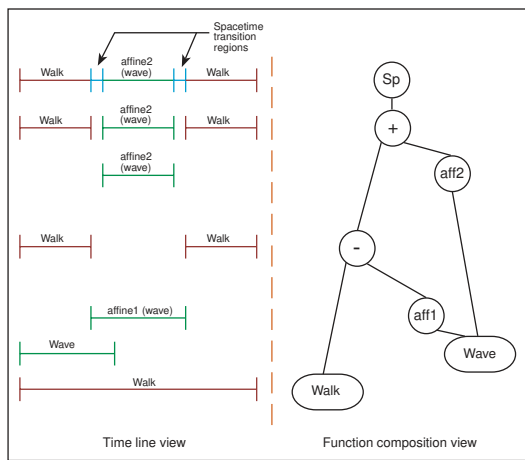 Spacetime
transition
regions
affine2
Walk (wave) Walk
affine2
Walk (wave) Walk
affine2
(wave)
Walk Walk
affine1 (wave)
Wave
Walk
Time line view
Sp
+
aff2
-
aff1
Wave
Walk
Function composition view